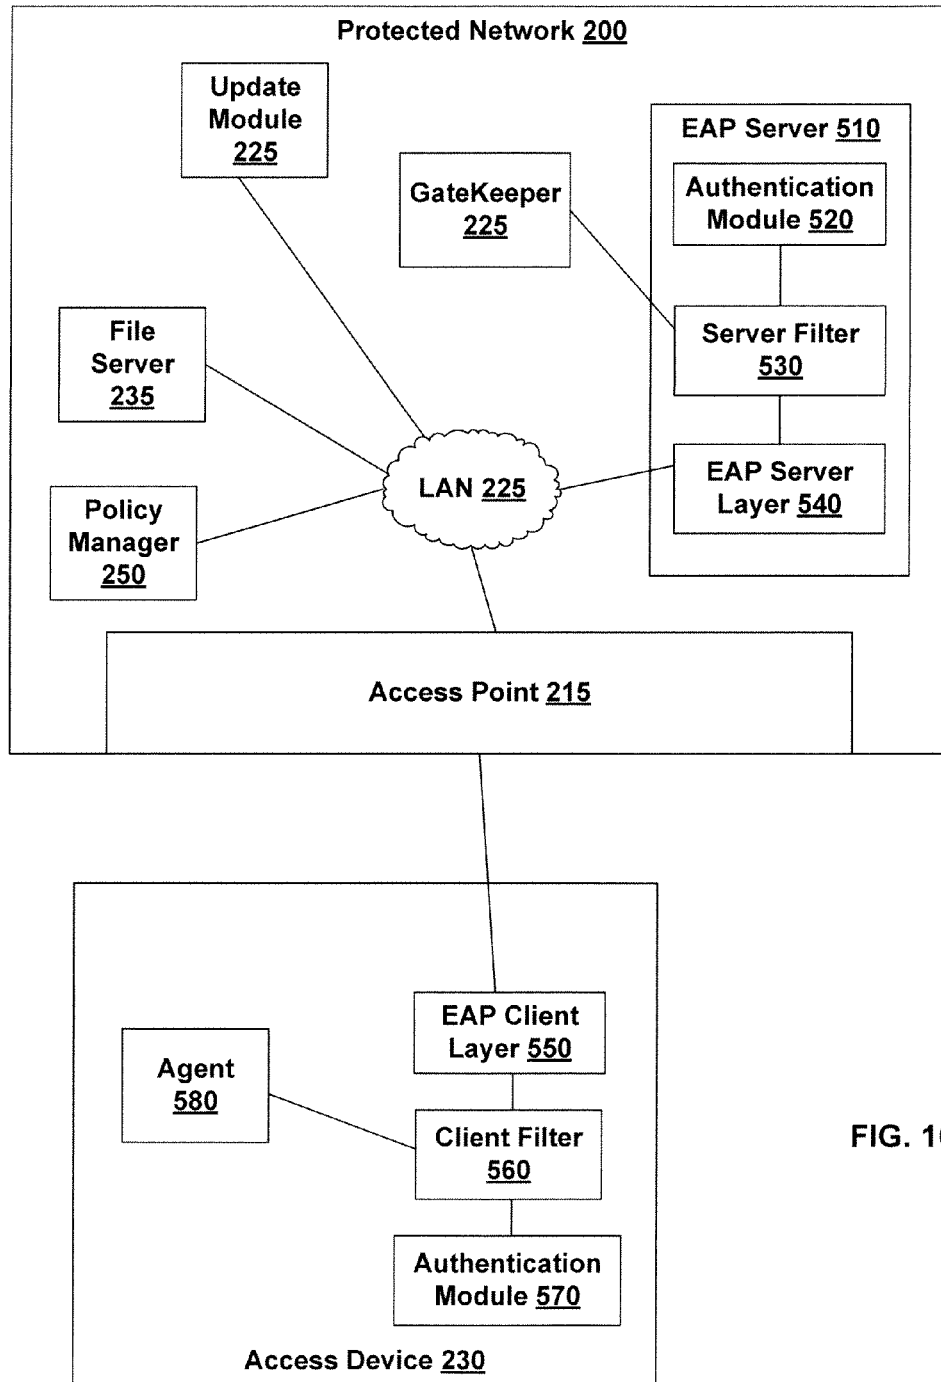 Protected Network 200
Update
Module
225
EAP Server 510
GateKeeper
225
Authentication
Module 520
File
Server
235
Server Filter
530
LAN 225
EAP Server
Layer 540
Policy
Manager
250
Access Point 215
EAP Client
Layer 550
Agent
580
Client Filter
560
FIG. 1
Authentication
Module 570
Access Device 230